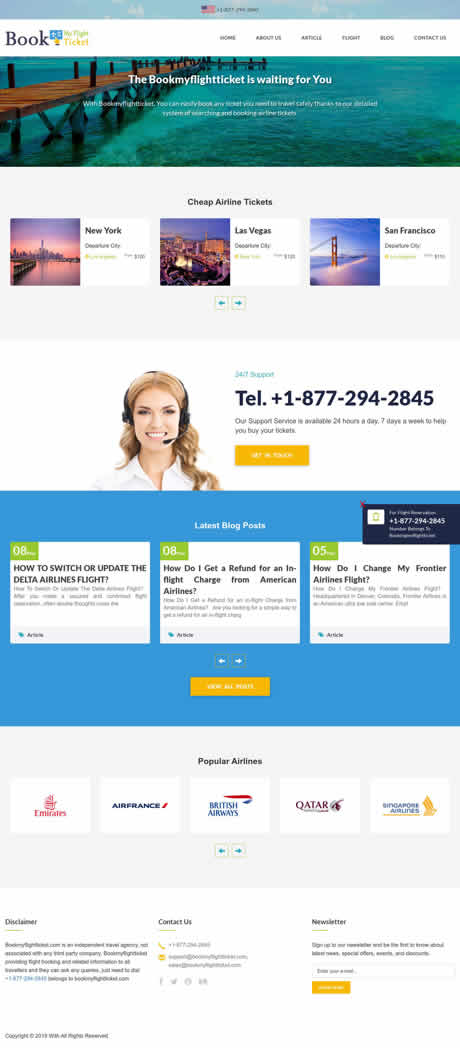 +1-877-294-2845
Book My Flight
Ticket
HOME ABOUT US ARTICLE FLIGHT BLOG CONTACT US
The Bookmyflightticket is waiting for You
With Bookmyflightticket. You can easily book any ticket you need to travel safely thanks to our detailed
system of searching and booking airline tickets
Cheap Airline Tickets
New York
Departure City:
Los Angeles From $100
Las Vegas
Departure City:
New York $100
San Francisco
Departure City:
Los Angeles
24/7 Support
Tel. +1-877-294-2845
Our Support Service is available 24 hours a day, 7 days a week to help
you buy your tickets.
GET IN TOUCH
For Flight Reservation
+1-877-294-2845
Number Belongs To
Bookmyflightticket
Latest Blog Posts
08
HOW TO SWITCH OR UPDATE THE
DELTA AIRLINES FLIGHT?
How To Switch Or Update The Delta Airlines Flight?
After you make a secured and confirmed flight
reservation, often double thoughts cross the
Article
08
How Do I Get a Refund for an In-
flight Charge from American
Airlines?
How Do I Get a Refund for an in-flight Charge from
American Airlines? Are you looking for a simple way to
get a refund for an in-flight charg
Article
05
How Do I Change My Frontier
Airlines Flight?
How Do I Change My Frontier Airlines Flight?
Headquartered in Denver, Colorado, Frontier Airlines is
an American ultra low cost carrier. Enjoy
Article
VIEW ALL POSTS
Popular Airlines
Emirates
AIRFRANCE
BRITISH
AIRWAYS
QATAR
SINGAPORE
AIRLINES
Disclaimer
Bookmyflightticket.com is an independent travel agency, not
associated with any third party company. Bookmyflightticket
providing flight booking and related information to all
travellers and they can ask any queries, just need to dial
+1-877-294-2845 belongs to bookmyflightticket.com
Contact Us
+1-877-294-2845
support@bookmyflightticket.com,
sales@bookmyflightticket.com
Newsletter
Sign up to our newsletter and be the first to know about
latest news, special offers, events, and discounts.
Enter your e-mail...
Copyright © 2019 With All Rights Reserved.